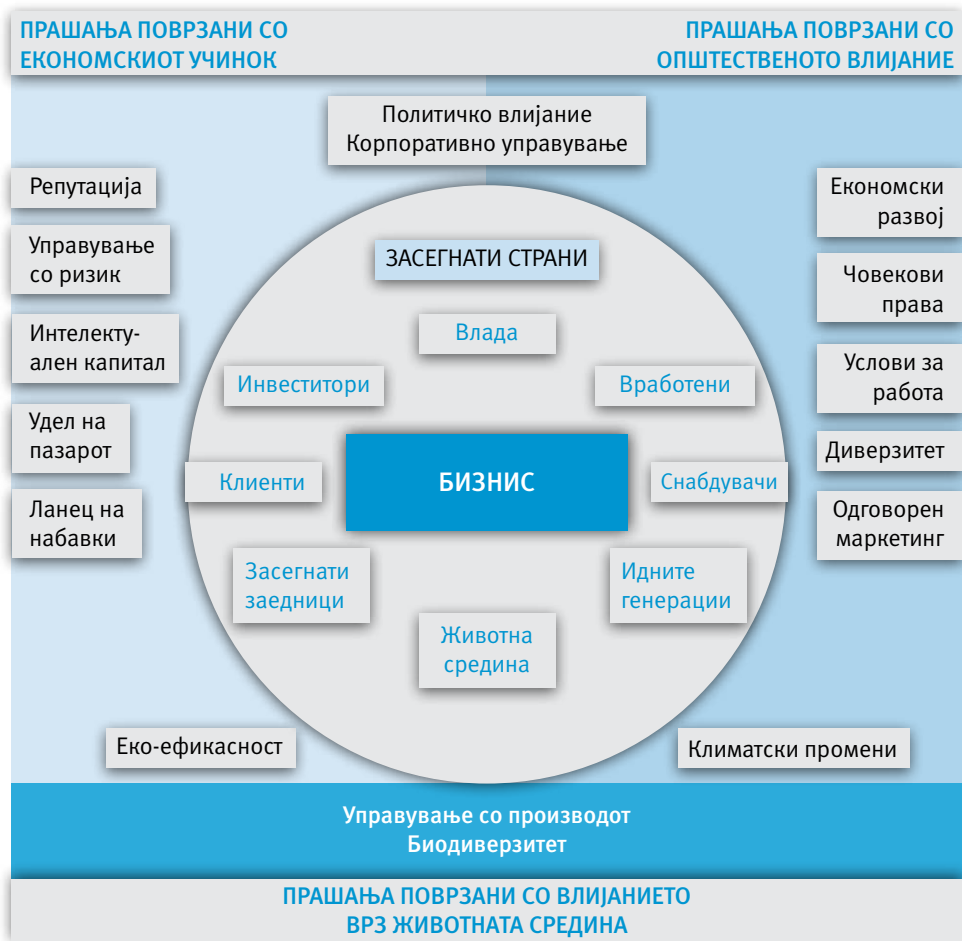 ПРАШАЊА ПОВРЗАНИ СО
ЕКОНОМСКИОТ УЧИНОК
ПРАШАЊА ПОВРЗАНИ СО
ОПШТЕСТВЕНОТО ВЛИЈАНИЕ
Политичко влијание
Корпоративно управување
Репутација
Управување
со ризик
Интелекту-
ален капитал
Удел на
пазарот
Ланец на
набавки
ЗАСЕГНАТИ СТРАНИ
Влада
Инвеститори
Вработени
Клиенти
БИЗНИС
Снабдувачи
Засегнати
заедници
Идните
генерации
Животна
средина
Економски
развој
Човекови
права
Услови за
работа
Диверзитет
Одговорен
маркетинг
Еко-ефикасност
Климатски промени
Управување со производот
Биодиверзитет
ПРАШАЊА ПОВРЗАНИ СО ВЛИЈАНИЕТО
ВРЗ ЖИВОТНАТА СРЕДИНА